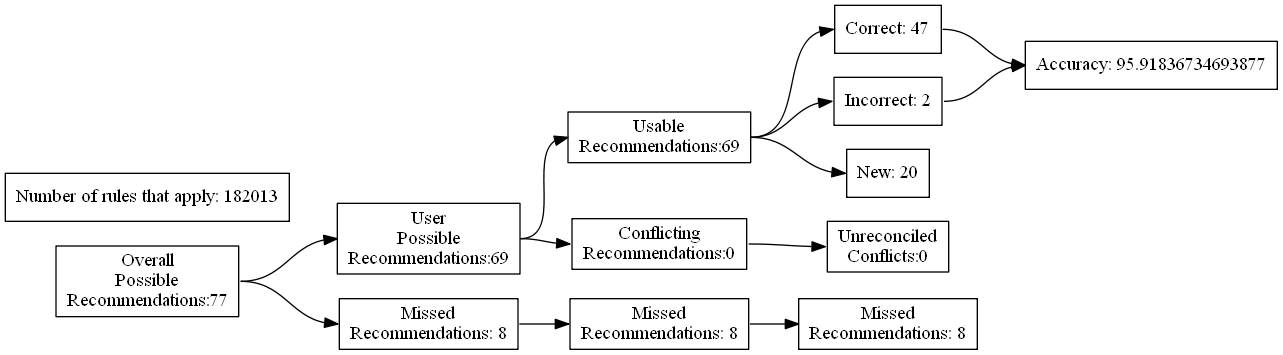 Number of rules that apply: 182013
Overall
Possible
Recommendations:77
User
Possible
Recommendations:69
Missed
Recommendations: 8
Usable
Recommendations:69
Conflicting
Recommendations:0
Missed
Recommendations: 8
Correct: 47
Incorrect: 2
New: 20
Unreconciled
Conflicts:0
Missed
Recommendations: 8
Accuracy: 95.91836734693877